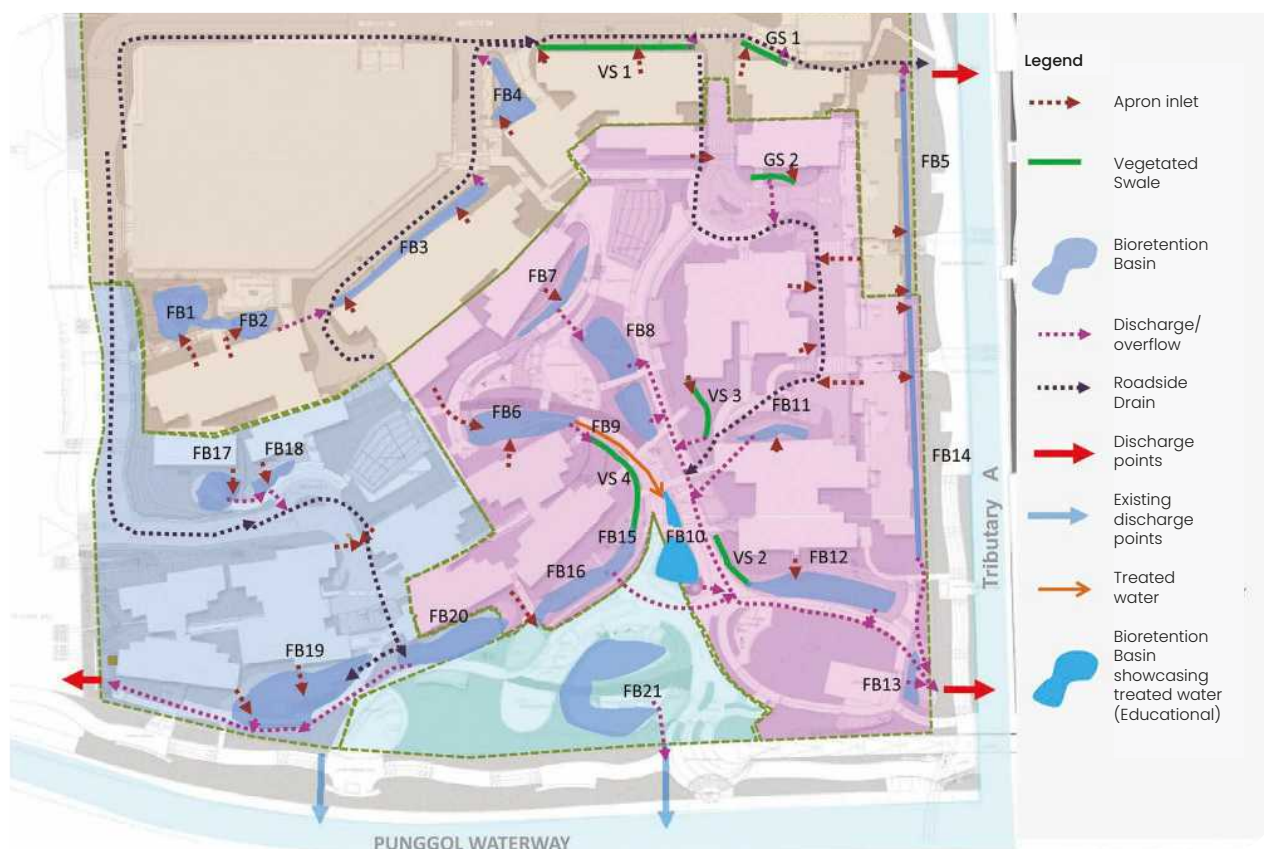 GS 1
VS 1
FB4
FB5
GS 2
FB3
FB7
FB1
FB2
FB8
VS 3
FB11
FB6
FB9
FB14
FB17
FB18
VS 4
FB15
FB10
VS 2
FB12
FB16
FB20
FB19
FB21
FB13
Tributary A
PUNGGOL WATERWAY
Legend
Apron inlet
Vegetated
Swale
Bioretention
Basin
Discharge/
overflow
Roadside
Drain
Discharge
points
Existing
discharge
points
Treated
water
Bioretention
Basin
showcasing
treated water
(Educational)